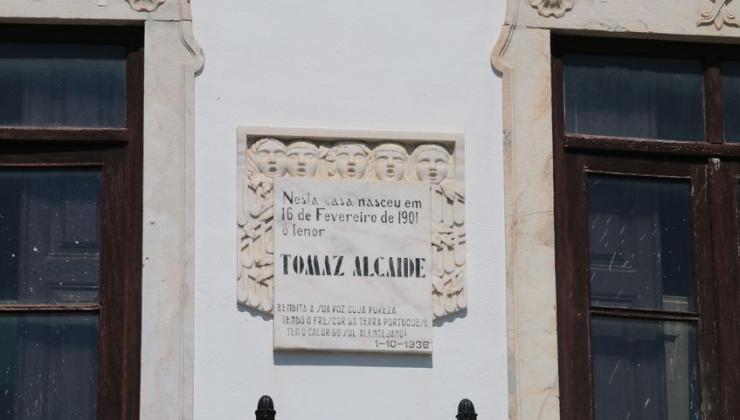 Nesta casa nasceu em
16 de Fevereiro de 1901
o tenor
TOMAZ ALCAIDE
BENDITA A SUA VOZ CUJA PUREZA
TENDO O FRESCOR DA TERRA PORTUGUESA
TEM O CALOR DO SOL ALENTEJANO!
1-10-1936